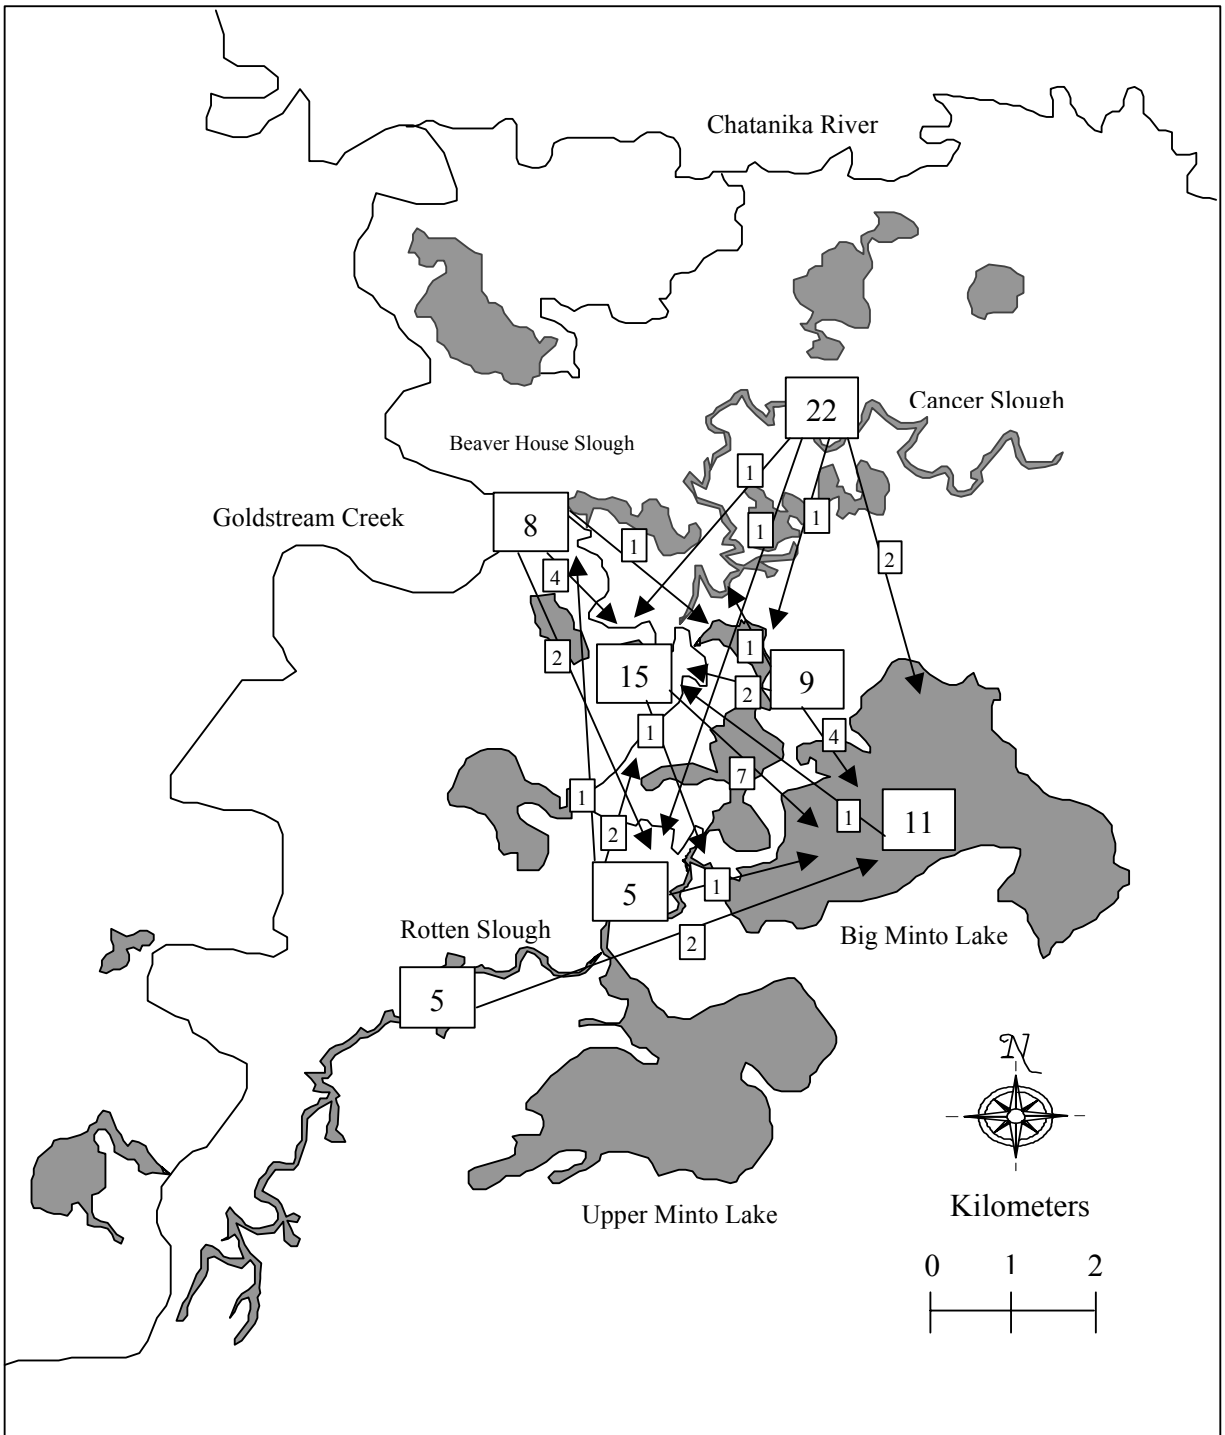 Chatanika River
22
Cancer Slough
Beaver House Slough
1
8
Goldstream Creek
1
1
1
2
4
1
2
15
9
2
1
4
7
1
1
11
2
5
1
Rotten Slough
2
Big Minto Lake
5
N
Upper Minto Lake
Kilometers
0 1 2